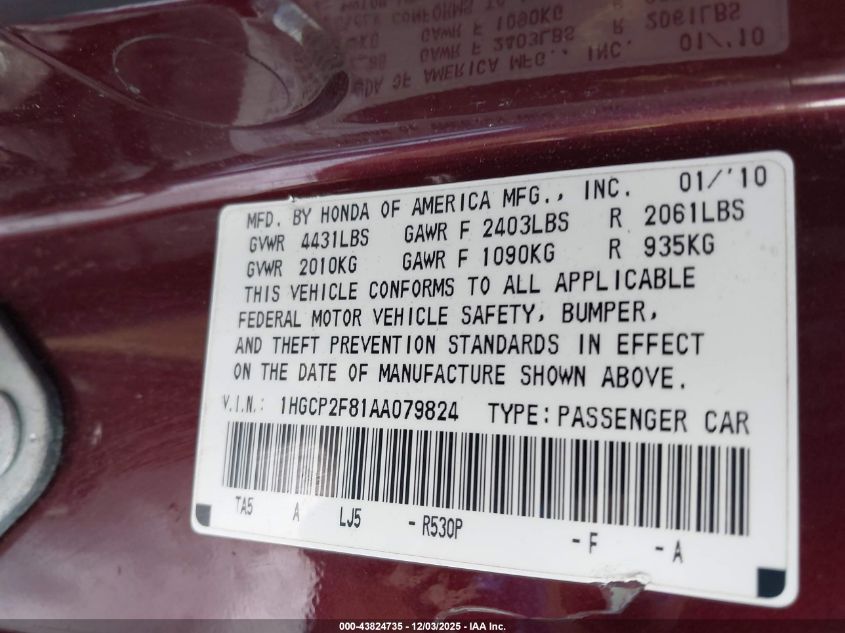 MFD. BY HONDA OF AMERICA MFG., INC. 01/'10
GVWR 4431LBS GAWR F 2403LBS R 2061LBS
GVWR 2010KG GAWR F 1090KG R 935KG
THIS VEHICLE CONFORMS TO ALL APPLICABLE
FEDERAL MOTOR VEHICLE SAFETY, BUMPER,
AND THEFT PREVENTION STANDARDS IN EFFECT
ON THE DATE OF MANUFACTURE SHOWN ABOVE.
V.I.N.: 1HGCP2F81AA079824 TYPE: PASSENGER CAR
TA5 A LJ5 -R530P -F -A
000-43824735 - 12/03/2025 - IAA Inc.